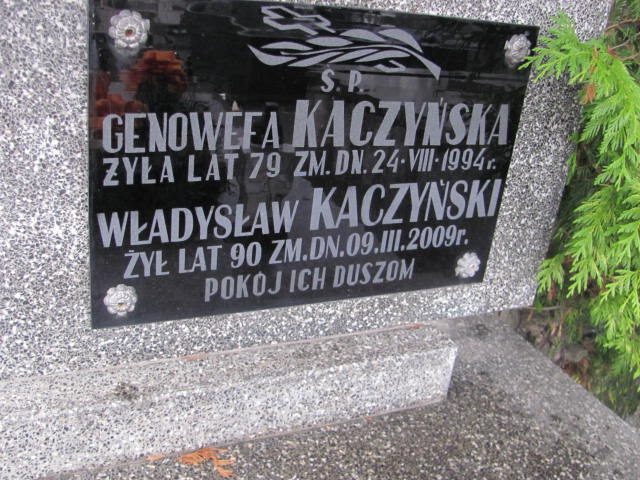 Ś. P.
GENOWEFA KACZYŃSKA
ŻYŁA LAT 79 ZM. DN. 24·VIII·1994r.
WŁADYSŁAW KACZYŃSKI
ŻYŁ LAT 90 ZM.DN.09.III.2009r.
POKÓJ ICH DUSZOM